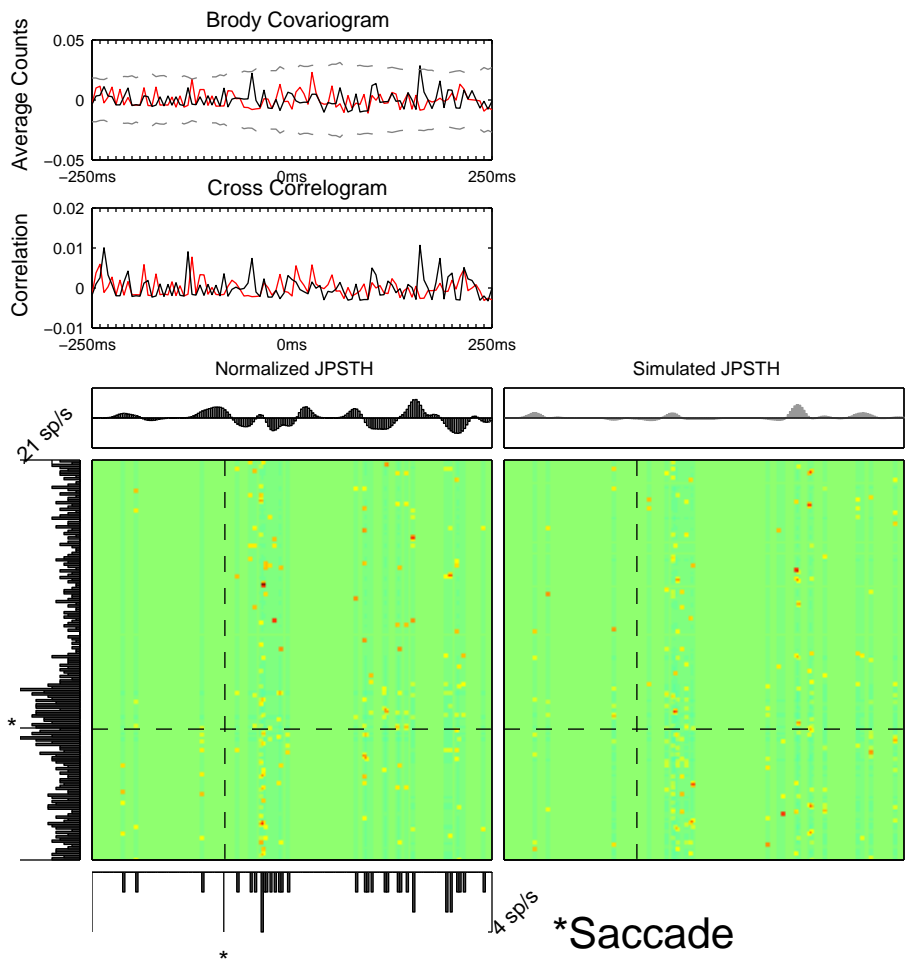 Brody Covariogram
Average Counts
0.05
0
−0.05
−250ms
0ms
250ms
Cross Correlogram
Correlation
0.02
0.01
0
−0.01
−250ms
0ms
250ms
Normalized JPSTH
Simulated JPSTH
21 sp/s
*
4 sp/s
*
*Saccade